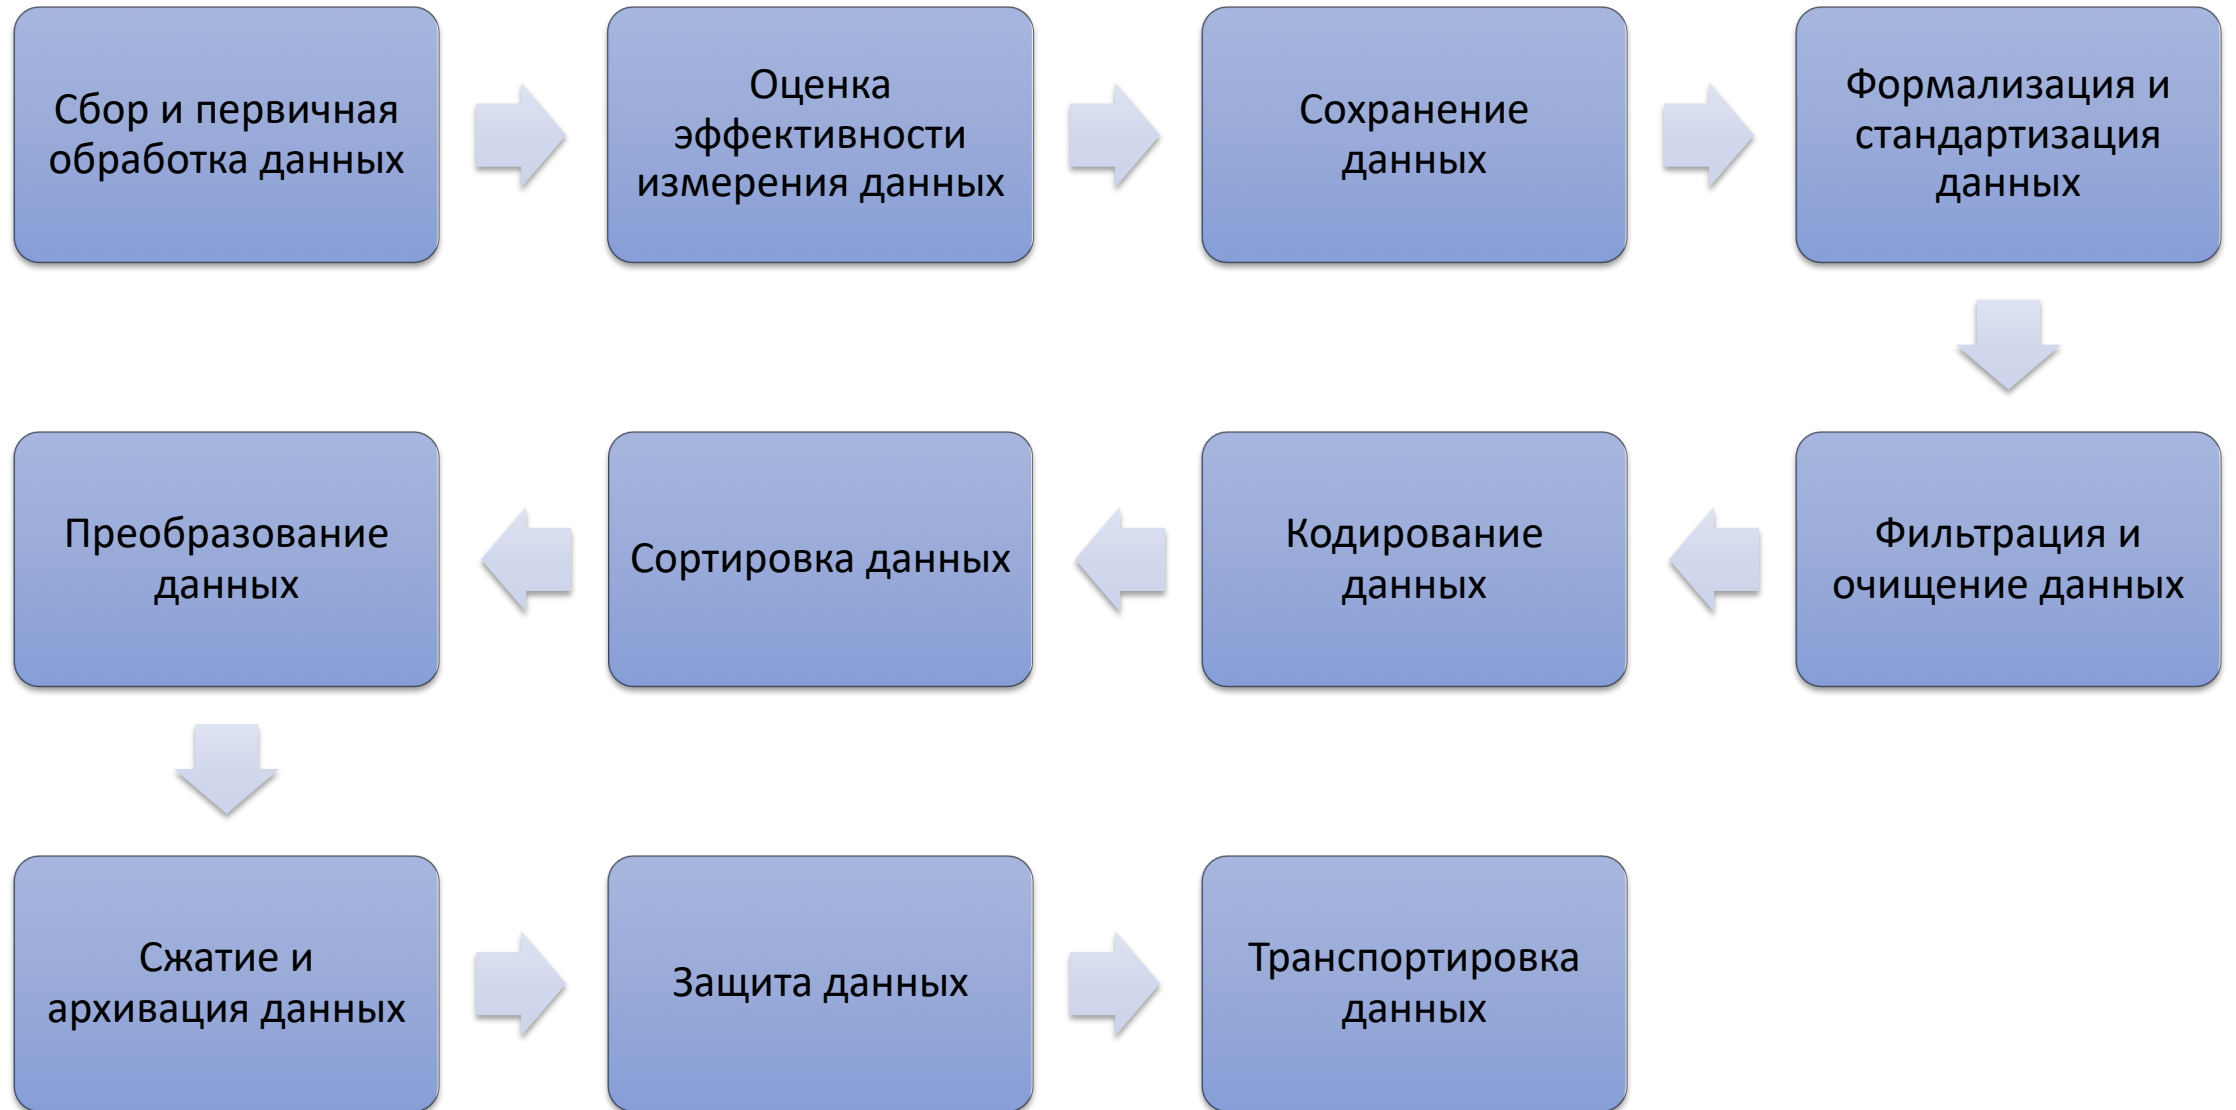 Сбор и первичная
обработка данных
Оценка
эффективности
измерения данных
Сохранение
данных
Формализация и
стандартизация
данных
Фильтрация и
очищение данных
Кодирование
данных
Сортировка данных
Преобразование
данных
Сжатие и
архивация данных
Защита данных
Транспортировка
данных